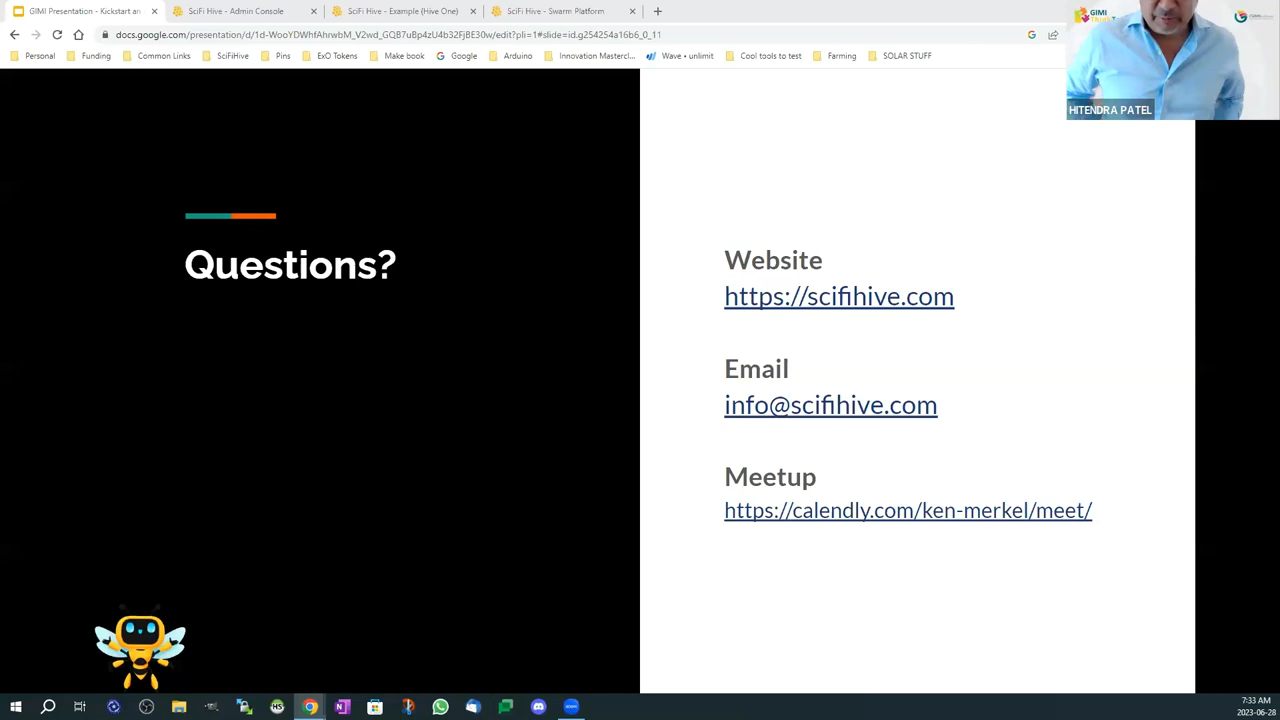 GIMI Presentation - Kickstart an
SciFi Hive - Admin Console
SciFi Hive - Example (Hive One)
SciFi Hive - Swarm Platform
docs.google.com/presentation/d/1d-WooYDWhfAhrwbM_V2wd_GCB7uBp4zU4b32FjBE30w/edit?pli=1#slide=id.g254254a16b6_0_11
Personal
Funding
Common Links
SciFiHive
Pins
ExO Tokens
Make book
Google
Arduino
Innovation Mastercl...
Wave • unlimit
Cool tools to test
Farming
SOLAR STUFF
GIMI
HITENDRA PATEL
Questions?
Website
https://scifihive.com
Email
info@scifihive.com
Meetup
https://calendly.com/ken-merkel/meet/
7:33 AM
2023-06-28